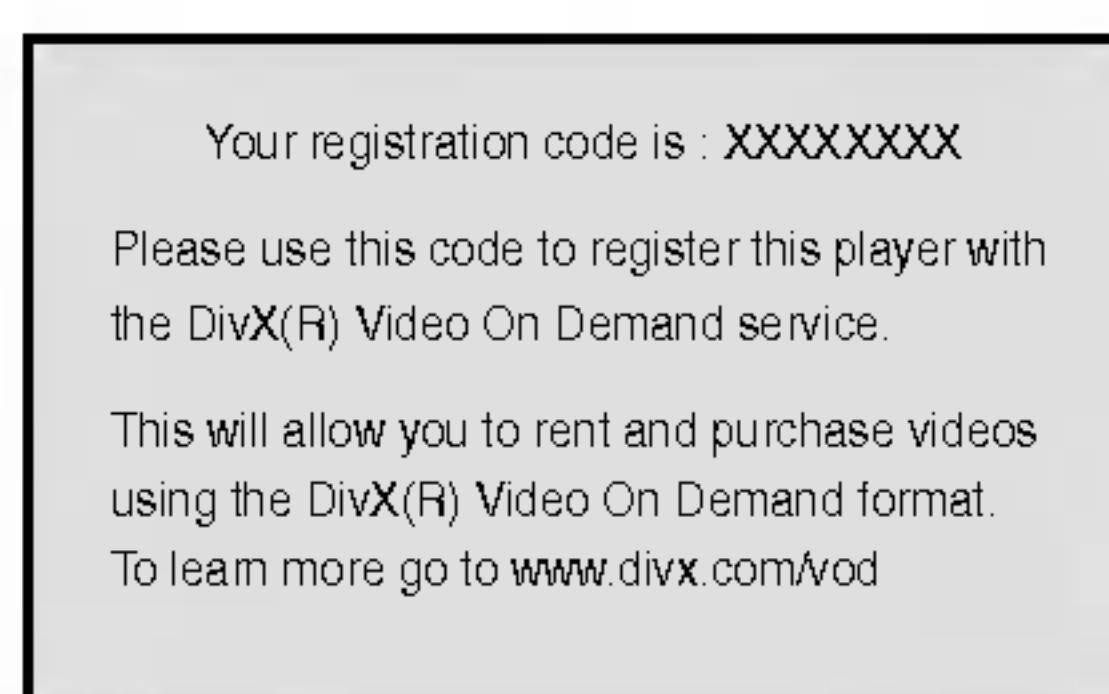 Your registration code is : XXXXXXXX
Please use this code to register this player with
the DivX(R) Video On Demand service.
This will allow you to rent and purchase videos
using the DivX(R) Video On Demand format.
To learn more go to www.divx.com/vod